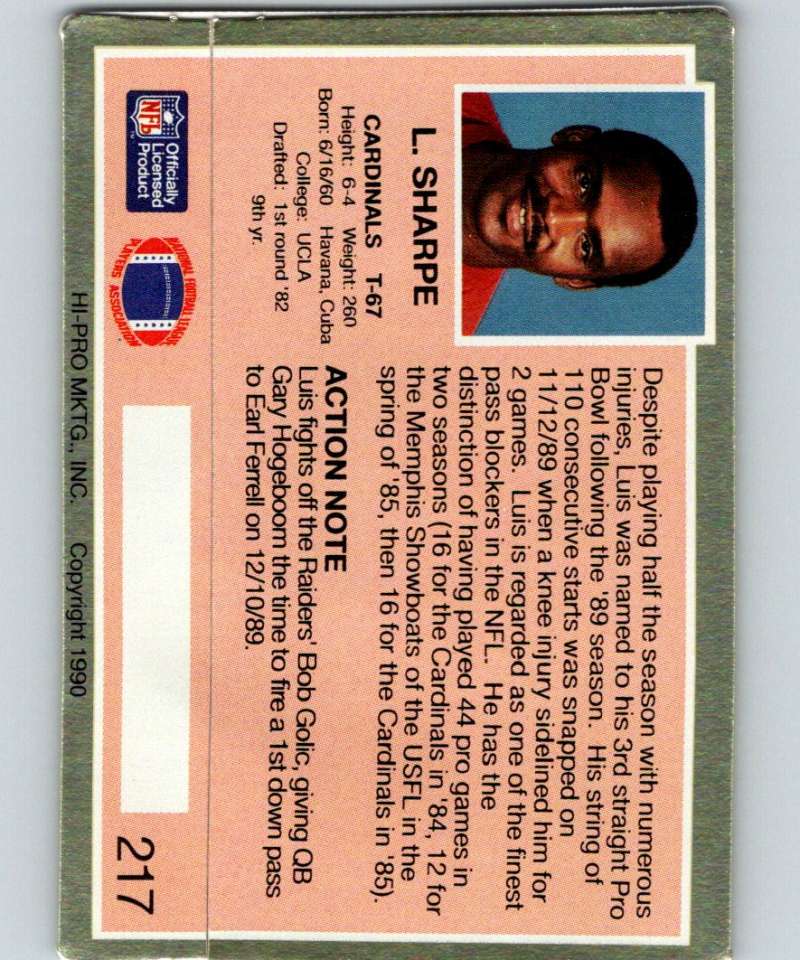 L. SHARPE
CARDINALS T-67
Height: 6-4 Weight: 260
Born: 6/16/60 Havana, Cuba
College: UCLA
Drafted: 1st round '82
9th yr.
Despite playing half the season with numerous
injuries, Luis was named to his 3rd straight Pro
Bowl following the '89 season. His string of
110 consecutive starts was snapped on
11/12/89 when a knee injury sidelined him for
2 games. Luis is regarded as one of the finest
pass blockers in the NFL. He has the
distinction of having played 44 pro games in
two seasons (16 for the Cardinals in '84, 12 for
the Memphis Showboats of the USFL in the
spring of '85, then 16 for the Cardinals in '85).
ACTION NOTE
Luis fights off the Raiders' Bob Golic, giving QB
Gary Hogeboom the time to fire a 1st down pass
to Earl Ferrell on 12/10/89.
NFL
TM
Officially
Licensed
Product
NATIONAL FOOTBALL LEAGUE
PLAYERS ASSOCIATION
217
HI-PRO MKTG., INC. Copyright 1990